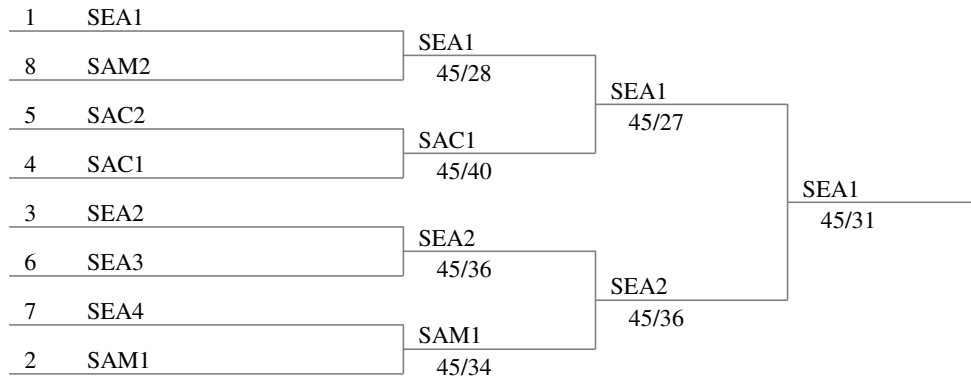 1 SEA1
8 SAM2
5 SAC2
4 SAC1
3 SEA2
6 SEA3
7 SEA4
2 SAM1
SEA1
45/28
SAC1
45/40
SEA2
45/36
SAM1
45/34
SEA1
45/27
SEA2
45/36
SEA1
45/31